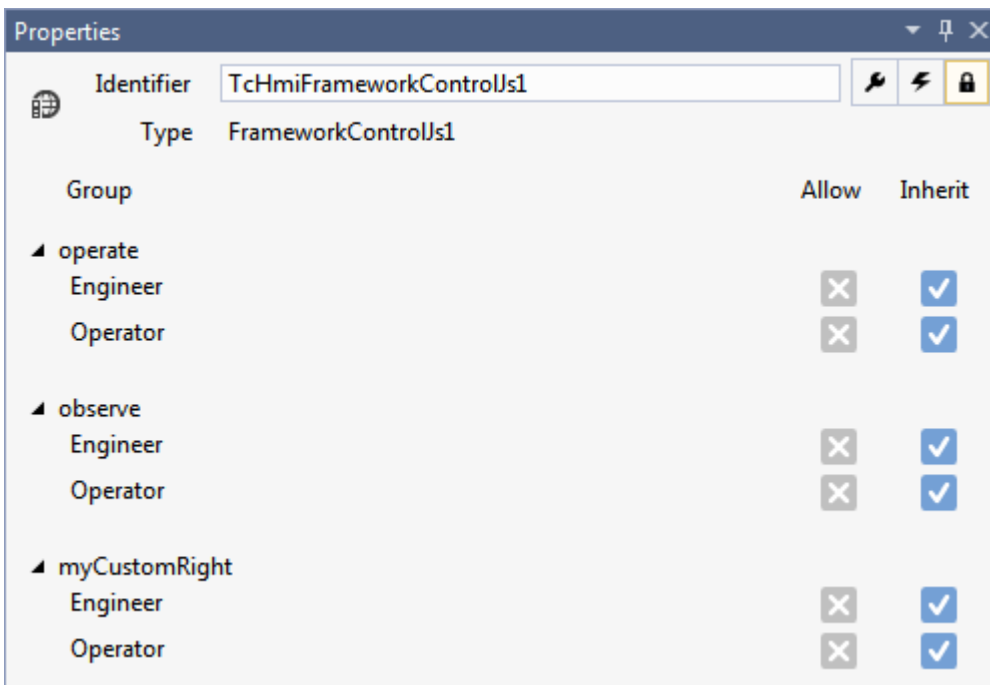 Properties
Identifier TcHmiFrameworkControlJs1
Type FrameworkControlJs1
Group Allow Inherit
operate
Engineer
Operator
observe
Engineer
Operator
myCustomRight
Engineer
Operator